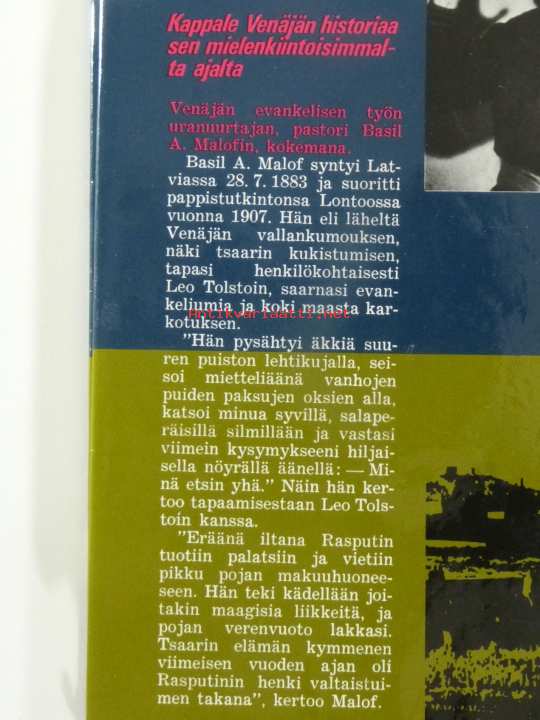 Kappale Venäjän historiaa
sen mielenkiintoisimmal-
ta ajalta
Venäjän evankelisen työn
uranuurtajan, pastori Basil
A. Malofin, kokemana.
Basil A. Malof syntyi Lat-
viassa 28. 7. 1883 ja suoritti
pappistutkintonsa Lontoossa
vuonna 1907. Hän eli läheltä
Venäjän vallankumouksen,
näki tsaarin kukistumisen,
tapasi henkilökohtaisesti
Leo Tolstoin, saarnasi evan-
keliumia ja koki maasta kar-
kotuksen.
Antikvariaatti.net
"Hän pysähtyi äkkiä suu-
ren puiston lehtikujalla, sei-
soi mietteliäänä vanhojen
puiden paksujen oksien alla,
katsoi minua syvillä, salape-
räisillä silmillään ja vastasi
viimein kysymykseeni hiljai-
sella nöyrällä äänellä: — Mi-
nä etsin yhä." Näin hän ker-
too tapaamisestaan Leo Tols-
toin kanssa.
"Eräänä iltana Rasputin
tuotiin palatsiin ja vietiin
pikku pojan makuuhuonee-
seen. Hän teki kädellään joi-
takin maagisia liikkeitä, ja
pojan verenvuoto lakkasi.
Tsaarin elämän kymmenen
viimeisen vuoden ajan oli
Rasputinin henki valtaistui-
men takana", kertoo Malof.